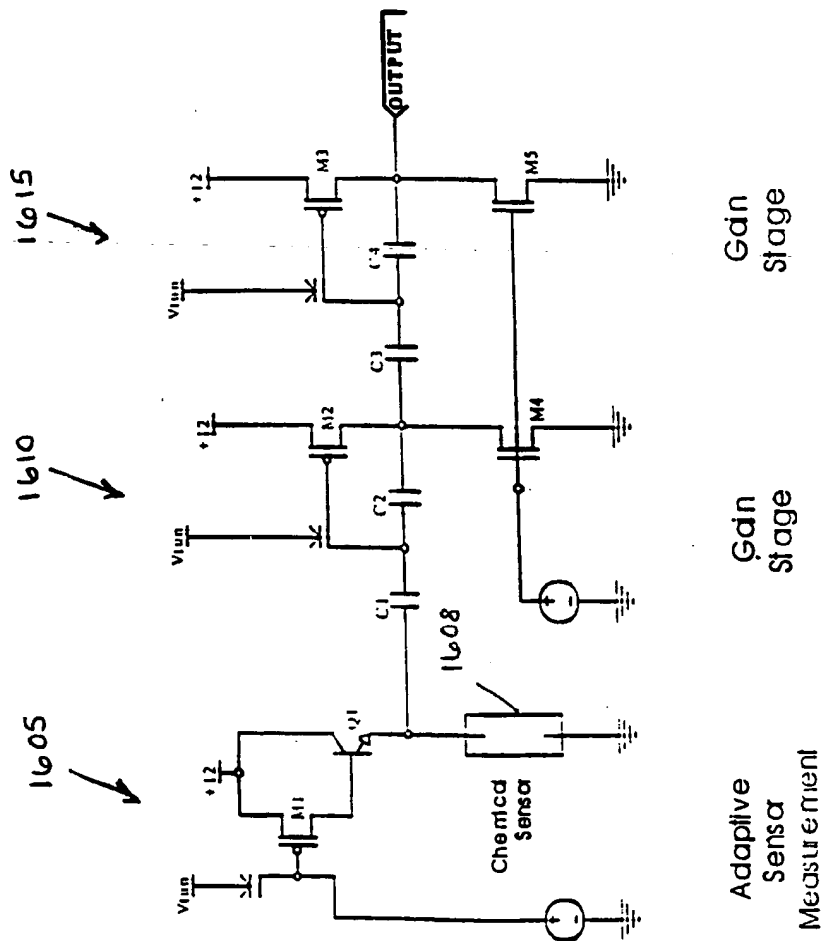 1605
1610
1615
Vtun
+12
M1
Q1
Chemical
Sensor
1608
C1
Vtun
+12
M2
C2
M4
C3
Vtun
+12
M3
C4
M5
OUTPUT
+
-
+
-
Adaptive
Sensor
Measurement
Gain
Stage
Gain
Stage